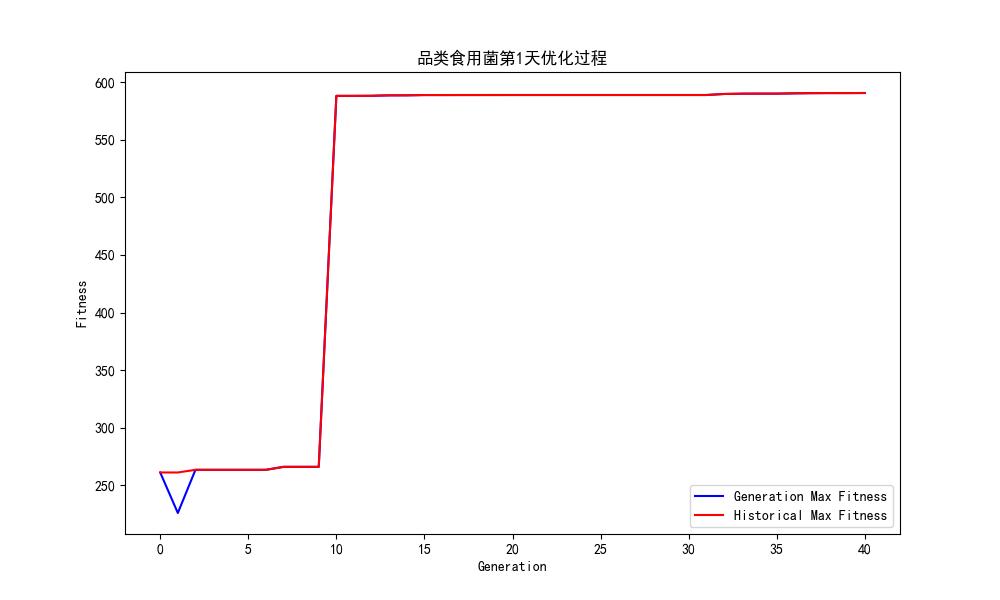 品类食用菌第1天优化过程
600
550
500
450
400
350
300
250
Fitness
Generation Max Fitness
Historical Max Fitness
0 5 10 15 20 25 30 35 40
Generation